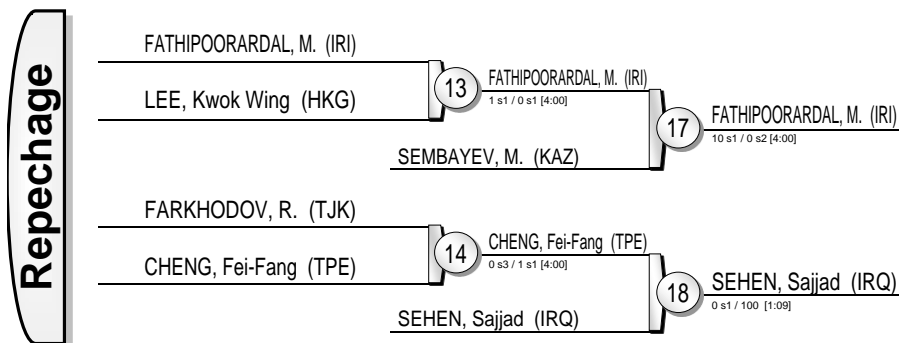 Repechage
FATHIPOORARDAL, M. (IRI)
LEE, Kwok Wing (HKG)
13
FATHIPOORARDAL, M. (IRI)
1 s1 / 0 s1 [4:00]
SEMBAYEV, M. (KAZ)
17
FATHIPOORARDAL, M. (IRI)
10 s1 / 0 s2 [4:00]
FARKHODOV, R. (TJK)
CHENG, Fei-Fang (TPE)
14
CHENG, Fei-Fang (TPE)
0 s3 / 1 s1 [4:00]
SEHEN, Sajjad (IRQ)
18
SEHEN, Sajjad (IRQ)
0 s1 / 100 [1:09]